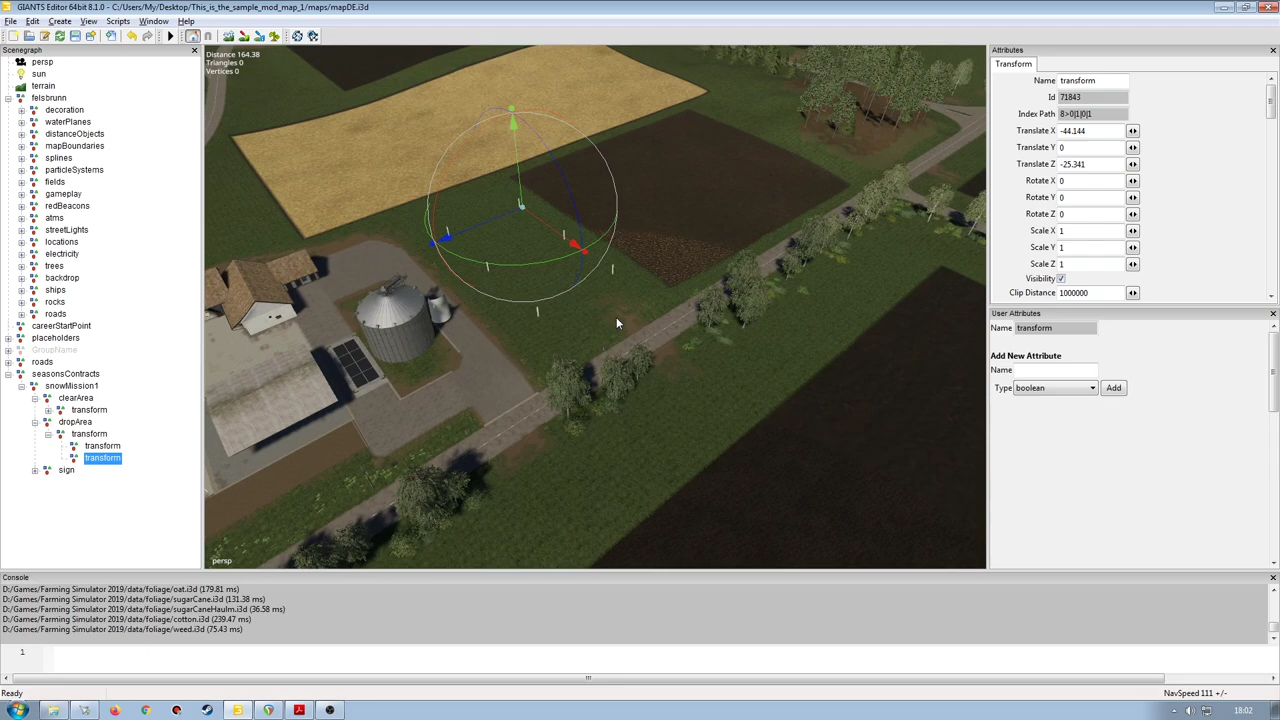 GIANTS Editor 64bit 8.1.0 - C:/Users/My/Desktop/This_is_the_sample_mod_map_1/maps/mapDE.i3d
File Edit Create View Scripts Window Help
Scenegraph
persp
sun
terrain
felsbrunn
decoration
waterPlanes
distanceObjects
mapBoundaries
splines
particleSystems
fields
gameplay
redBeacons
atms
streetLights
locations
electricity
trees
backdrop
ships
rocks
roads
careerStartPoint
placeholders
GroupName
roads
seasonsContracts
snowMission1
clearArea
transform
dropArea
transform
transform
transform
sign
Distance 164.38
Triangles 0
Vertices 0
persp
Attributes
Transform
Name transform
Id 71843
Index Path 8>0|1|0|1
Translate X -44.144
Translate Y 0
Translate Z -25.341
Rotate X 0
Rotate Y 0
Rotate Z 0
Scale X 1
Scale Y 1
Scale Z 1
Visibility
Clip Distance 1000000
User Attributes
Name transform
Add New Attribute
Name
Type boolean Add
Console
D:/Games/Farming Simulator 2019/data/foliage/oat.i3d (179.81 ms)
D:/Games/Farming Simulator 2019/data/foliage/sugarCane.i3d (131.38 ms)
D:/Games/Farming Simulator 2019/data/foliage/sugarCaneHaulm.i3d (36.58 ms)
D:/Games/Farming Simulator 2019/data/foliage/cotton.i3d (239.47 ms)
D:/Games/Farming Simulator 2019/data/foliage/weed.i3d (75.43 ms)
1
Ready
NavSpeed 111 +/-
18:02